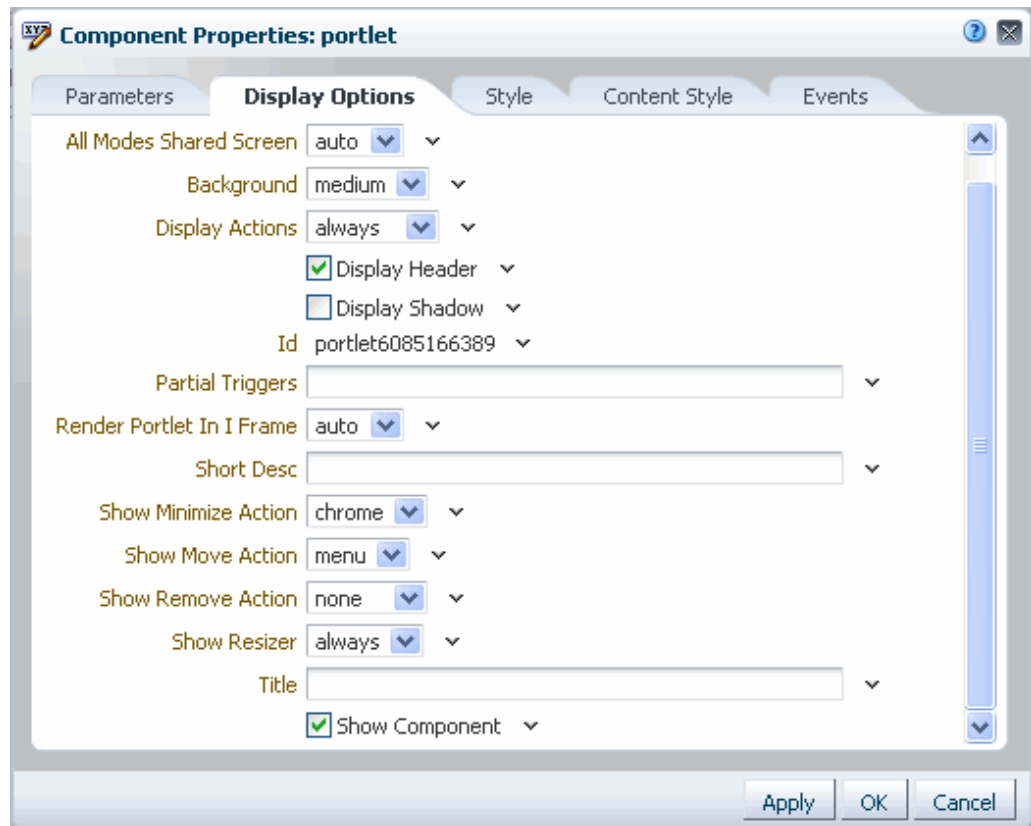 Component Properties: portlet
Parameters Display Options Style Content Style Events
All Modes Shared Screen auto
Background medium
Display Actions always
Display Header
Display Shadow
Id portlet6085166389
Partial Triggers
Render Portlet In I Frame auto
Short Desc
Show Minimize Action chrome
Show Move Action menu
Show Remove Action none
Show Resizer always
Title
Show Component
Apply OK Cancel